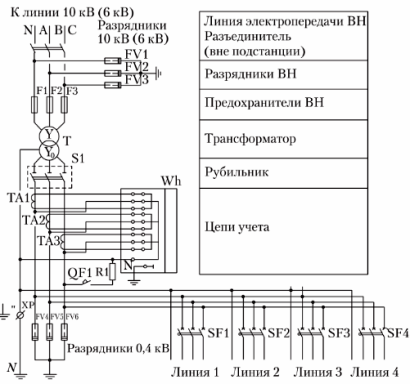 К линии 10 кВ (6 кВ)
N A B C
Разрядники
10 кВ (6 кВ)
FV1
FV2
FV3
F1 F2 F3
Y
T
Y₀
S1
TA1
TA2
TA3
Wh
N
QF1
R1
XP
FV4 FV5 FV6
Разрядники 0,4 кВ
N
SF1
SF2
SF3
SF4
Линия 1
Линия 2
Линия 3
Линия 4
Линия электропередачи ВН
Разъединитель
(вне подстанции)
Разрядники ВН
Предохранители ВН
Трансформатор
Рубильник
Цепи учета